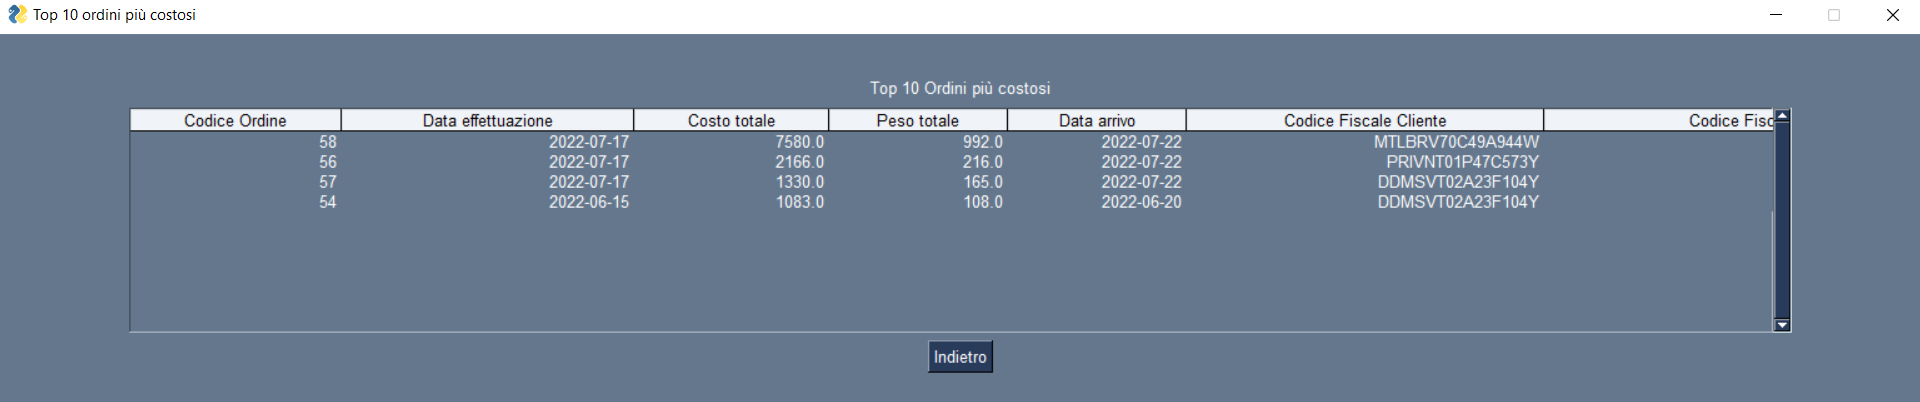 Top 10 ordini più costosi
Top 10 Ordini più costosi
Codice Ordine Data effettuazione Costo totale Peso totale Data arrivo Codice Fiscale Cliente Codice Fisc
58 2022-07-17 7580.0 992.0 2022-07-22 MTLBRV70C49A944W
56 2022-07-17 2166.0 216.0 2022-07-22 PRIVNT01P47C573Y
57 2022-07-17 1330.0 165.0 2022-07-22 DDMSVT02A23F104Y
54 2022-06-15 1083.0 108.0 2022-06-20 DDMSVT02A23F104Y
Indietro